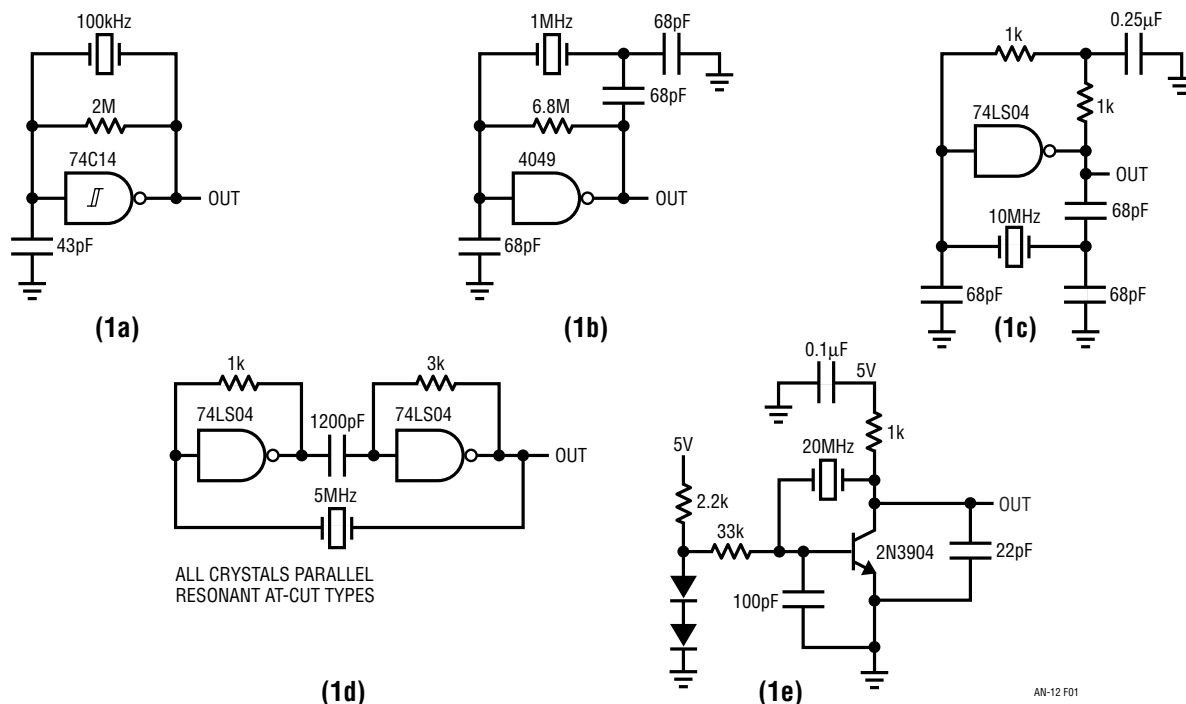 100kHz
2M
74C14
OUT
43pF
(1a)
1MHz
68pF
68pF
6.8M
4049
OUT
68pF
(1b)
1k
0.25µF
1k
74LS04
OUT
68pF
10MHz
68pF
68pF
(1c)
1k
3k
74LS04
1200pF
74LS04
OUT
5MHz
ALL CRYSTALS PARALLEL
RESONANT AT-CUT TYPES
(1d)
0.1µF
5V
1k
20MHz
5V
2.2k
OUT
33k
2N3904
22pF
100pF
(1e)
AN-12 F01